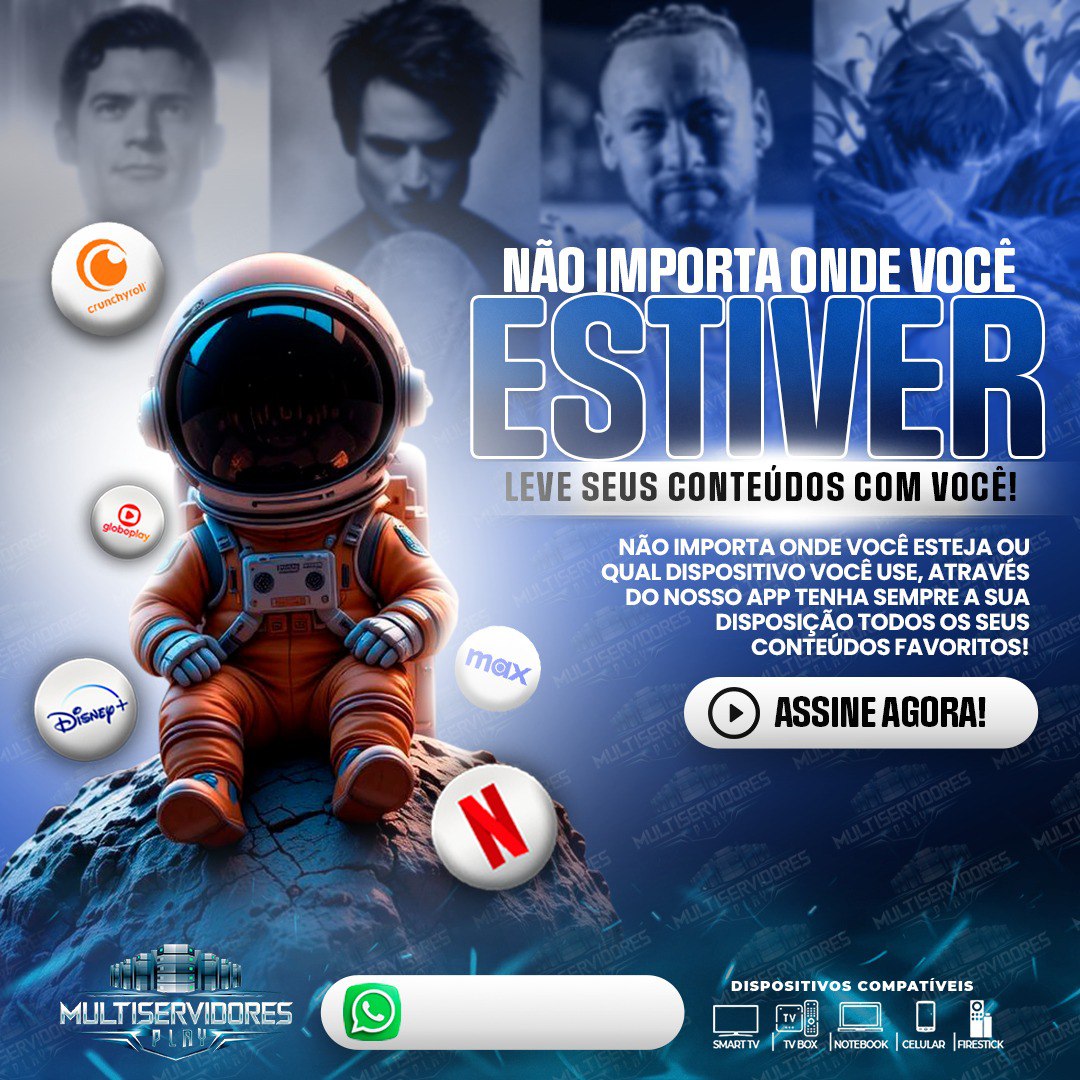 crunchyroll
NÃO IMPORTA ONDE VOCÊ
ESTIVER
LEVE SEUS CONTEÚDOS COM VOCÊ!
globoplay
NÃO IMPORTA ONDE VOCÊ ESTEJA OU
QUAL DISPOSITIVO VOCÊ USE, ATRAVÉS
DO NOSSO APP TENHA SEMPRE A SUA
DISPOSIÇÃO TODOS OS SEUS
CONTEÚDOS FAVORITOS!
max
Disney+
ASSINE AGORA!
N
MULTISERVIDORES
PLAY
DISPOSITIVOS COMPATÍVEIS
TV
SMART TV | TV BOX | NOTEBOOK | CELULAR | FIRESTICK